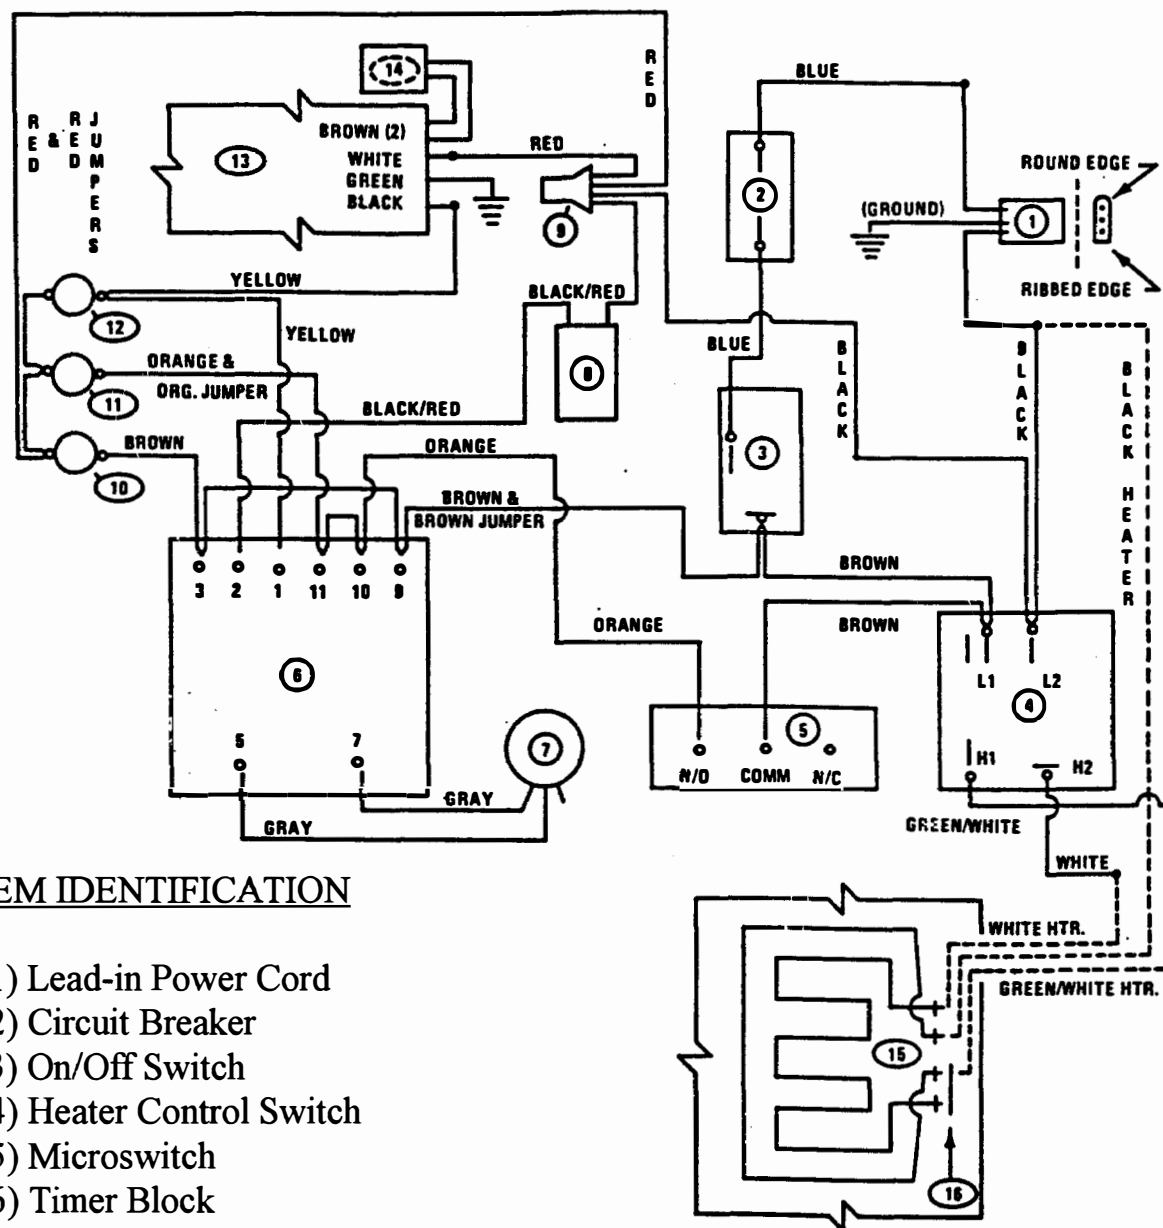 14
RED
BLUE
BROWN (2)
WHITE
GREEN
BLACK
13
RED
RED & RED JUMPERS
9
2
ROUND EDGE
(GROUND)
1
RIBBED EDGE
YELLOW
12
YELLOW
BLACK/RED
8
BLUE
BLACK
BLACK
BLACK HEATER
ORANGE &
ORG. JUMPER
11
BLACK/RED
BROWN
10
ORANGE
3
BROWN &
BROWN JUMPER
BROWN
3 2 1 11 10 9
BROWN
ORANGE
6
L1 L2
4
5 7
7
5
N/O COMM N/C
H1 H2
GRAY
GRAY
GREEN/WHITE
WHITE
EM IDENTIFICATION
WHITE HTR.
GREEN/WHITE HTR.
15
16
1) Lead-in Power Cord
2) Circuit Breaker
3) On/Off Switch
4) Heater Control Switch
5) Microswitch
6) Timer Block